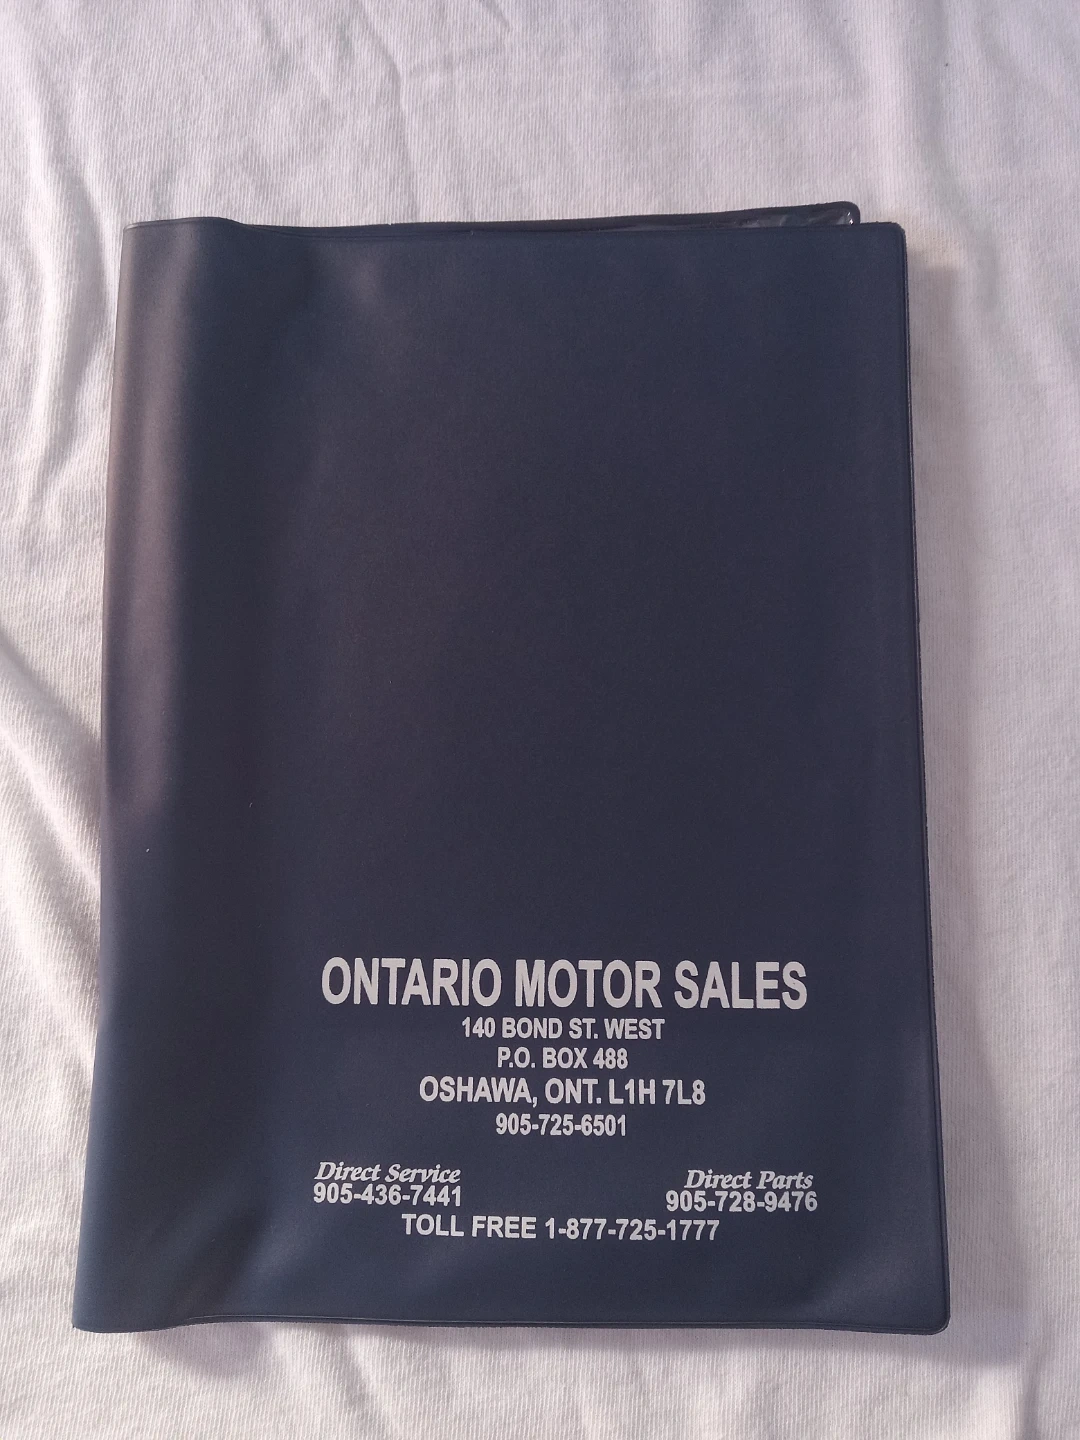 ONTARIO MOTOR SALES
140 BOND ST. WEST
P.O. BOX 488
OSHAWA, ONT. L1H 7L8
905-725-6501
Direct Service
905-436-7441
Direct Parts
905-728-9476
TOLL FREE 1-877-725-1777